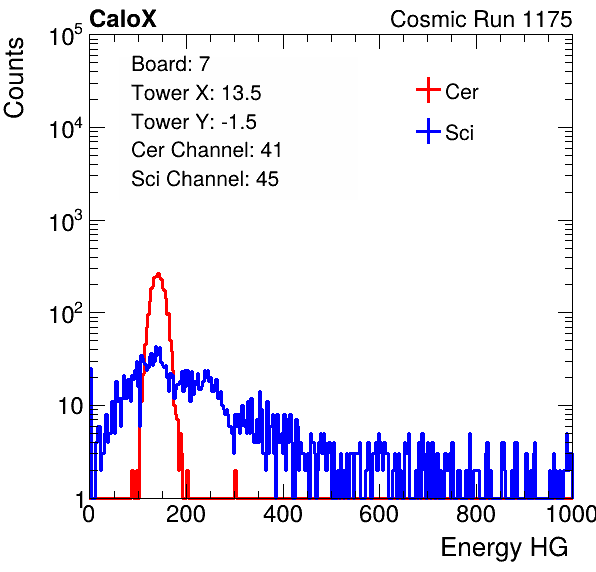 CaloX Cosmic Run 1175
Counts
10^5
10^4
10^3
10^2
10
1
Board: 7
Tower X: 13.5
Tower Y: -1.5
Cer Channel: 41
Sci Channel: 45
Cer
Sci
0 200 400 600 800 1000
Energy HG